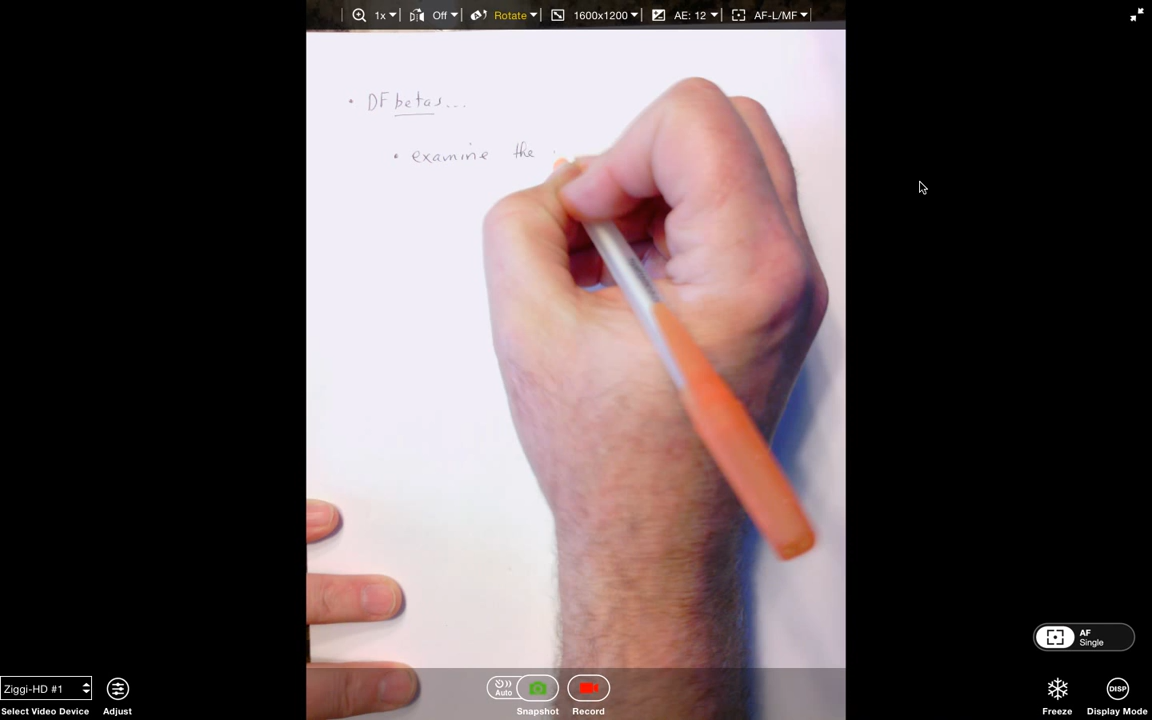 1x Off Rotate 1600x1200 AE: 12 AF-L/MF
• DF betas...
• examine the
AF
Single
Ziggi-HD #1
Auto
Select Video Device Adjust Snapshot Record Freeze Display Mode
DISP